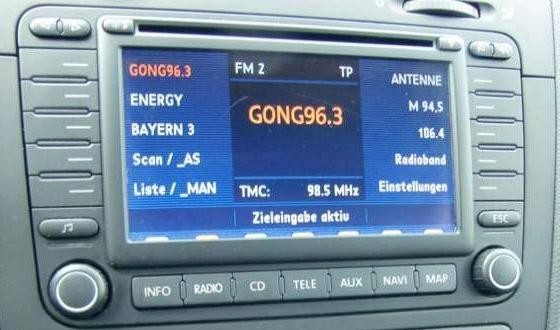 FM 2 TP
GONG96.3
ENERGY
BAYERN 3
Scan / _AS
Liste / _MAN
GONG96.3
TMC: 98.5 MHz
ANTENNE
M 94,5
106.4
Radioband
Einstellungen
Zieleingabe aktiv
ESC
INFO RADIO CD TELE AUX NAVI MAP